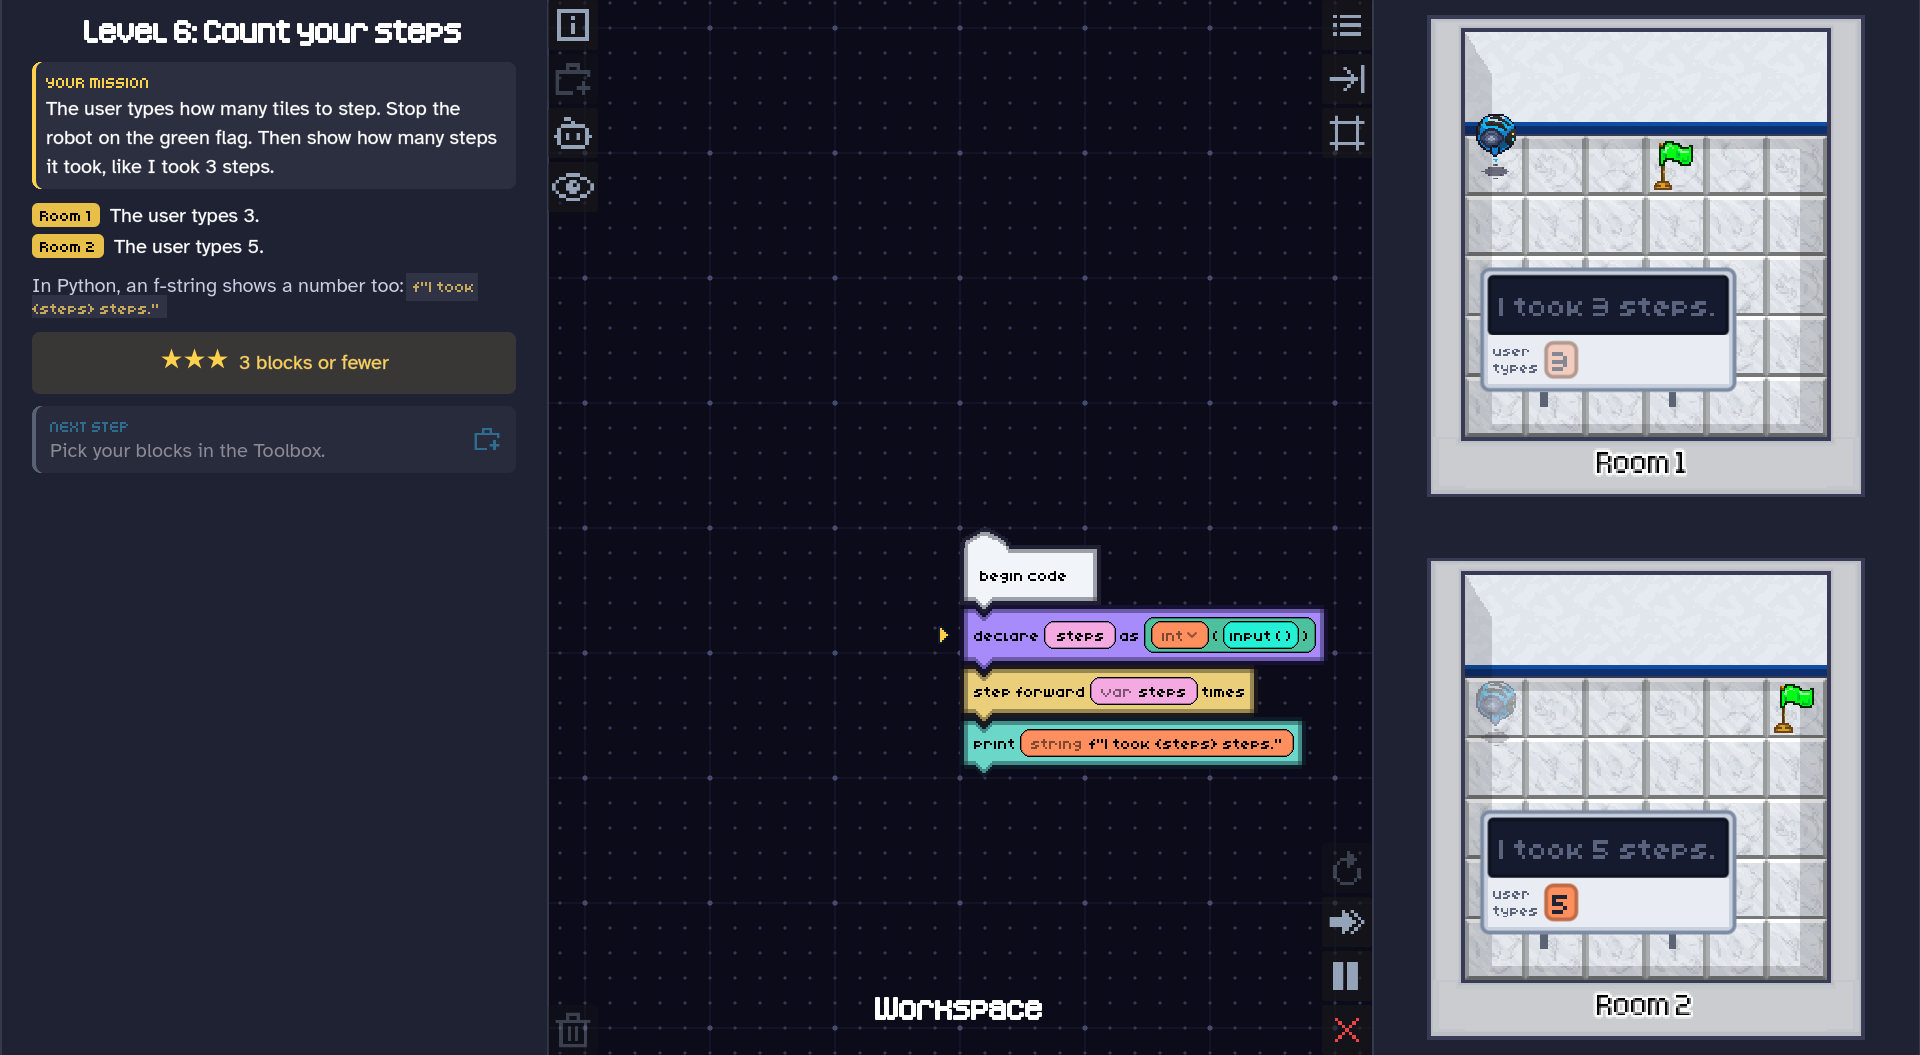 Level 6: Count your steps
YOUR MISSION
The user types how many tiles to step. Stop the
robot on the green flag. Then show how many steps
it took, like I took 3 steps.
Room 1 The user types 3.
Room 2 The user types 5.
In Python, an f-string shows a number too: f"I took
{steps} steps."
★★★ 3 blocks or fewer
NEXT STEP
Pick your blocks in the Toolbox.
begin code
declare steps as int ( input () )
step forward var steps times
print string f"I took {steps} steps."
Workspace
I took 3 steps.
user
types 3
Room 1
I took 5 steps.
user
types 5
Room 2